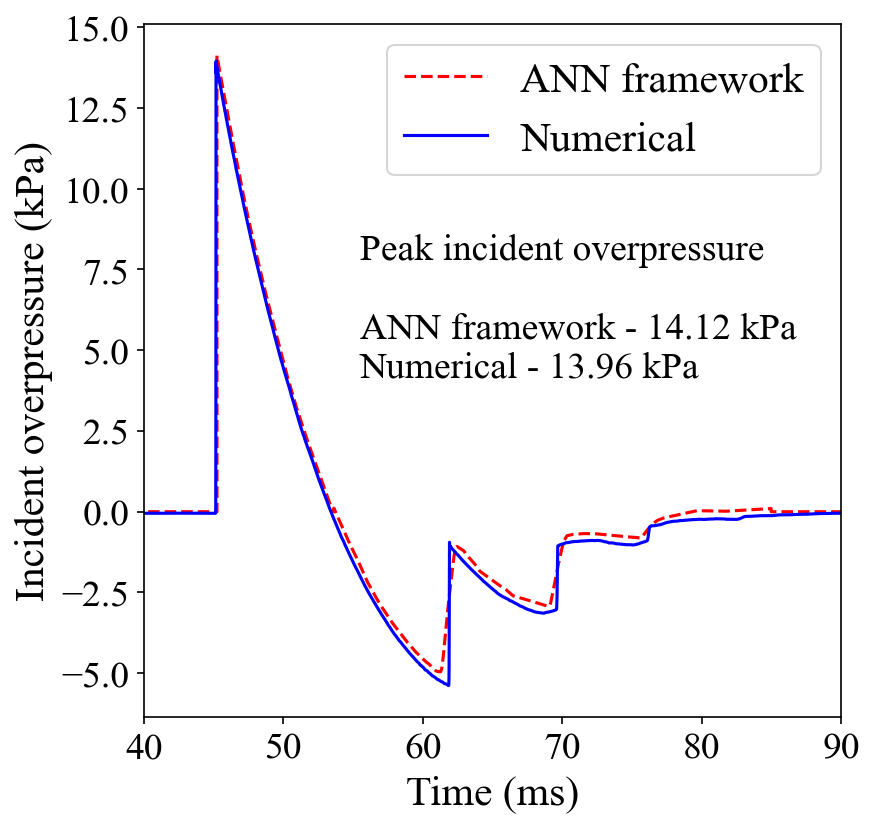 15.0
12.5
10.0
7.5
5.0
2.5
0.0
−2.5
−5.0
Incident overpressure (kPa)
ANN framework
Numerical
Peak incident overpressure
ANN framework - 14.12 kPa
Numerical - 13.96 kPa
40 50 60 70 80 90
Time (ms)